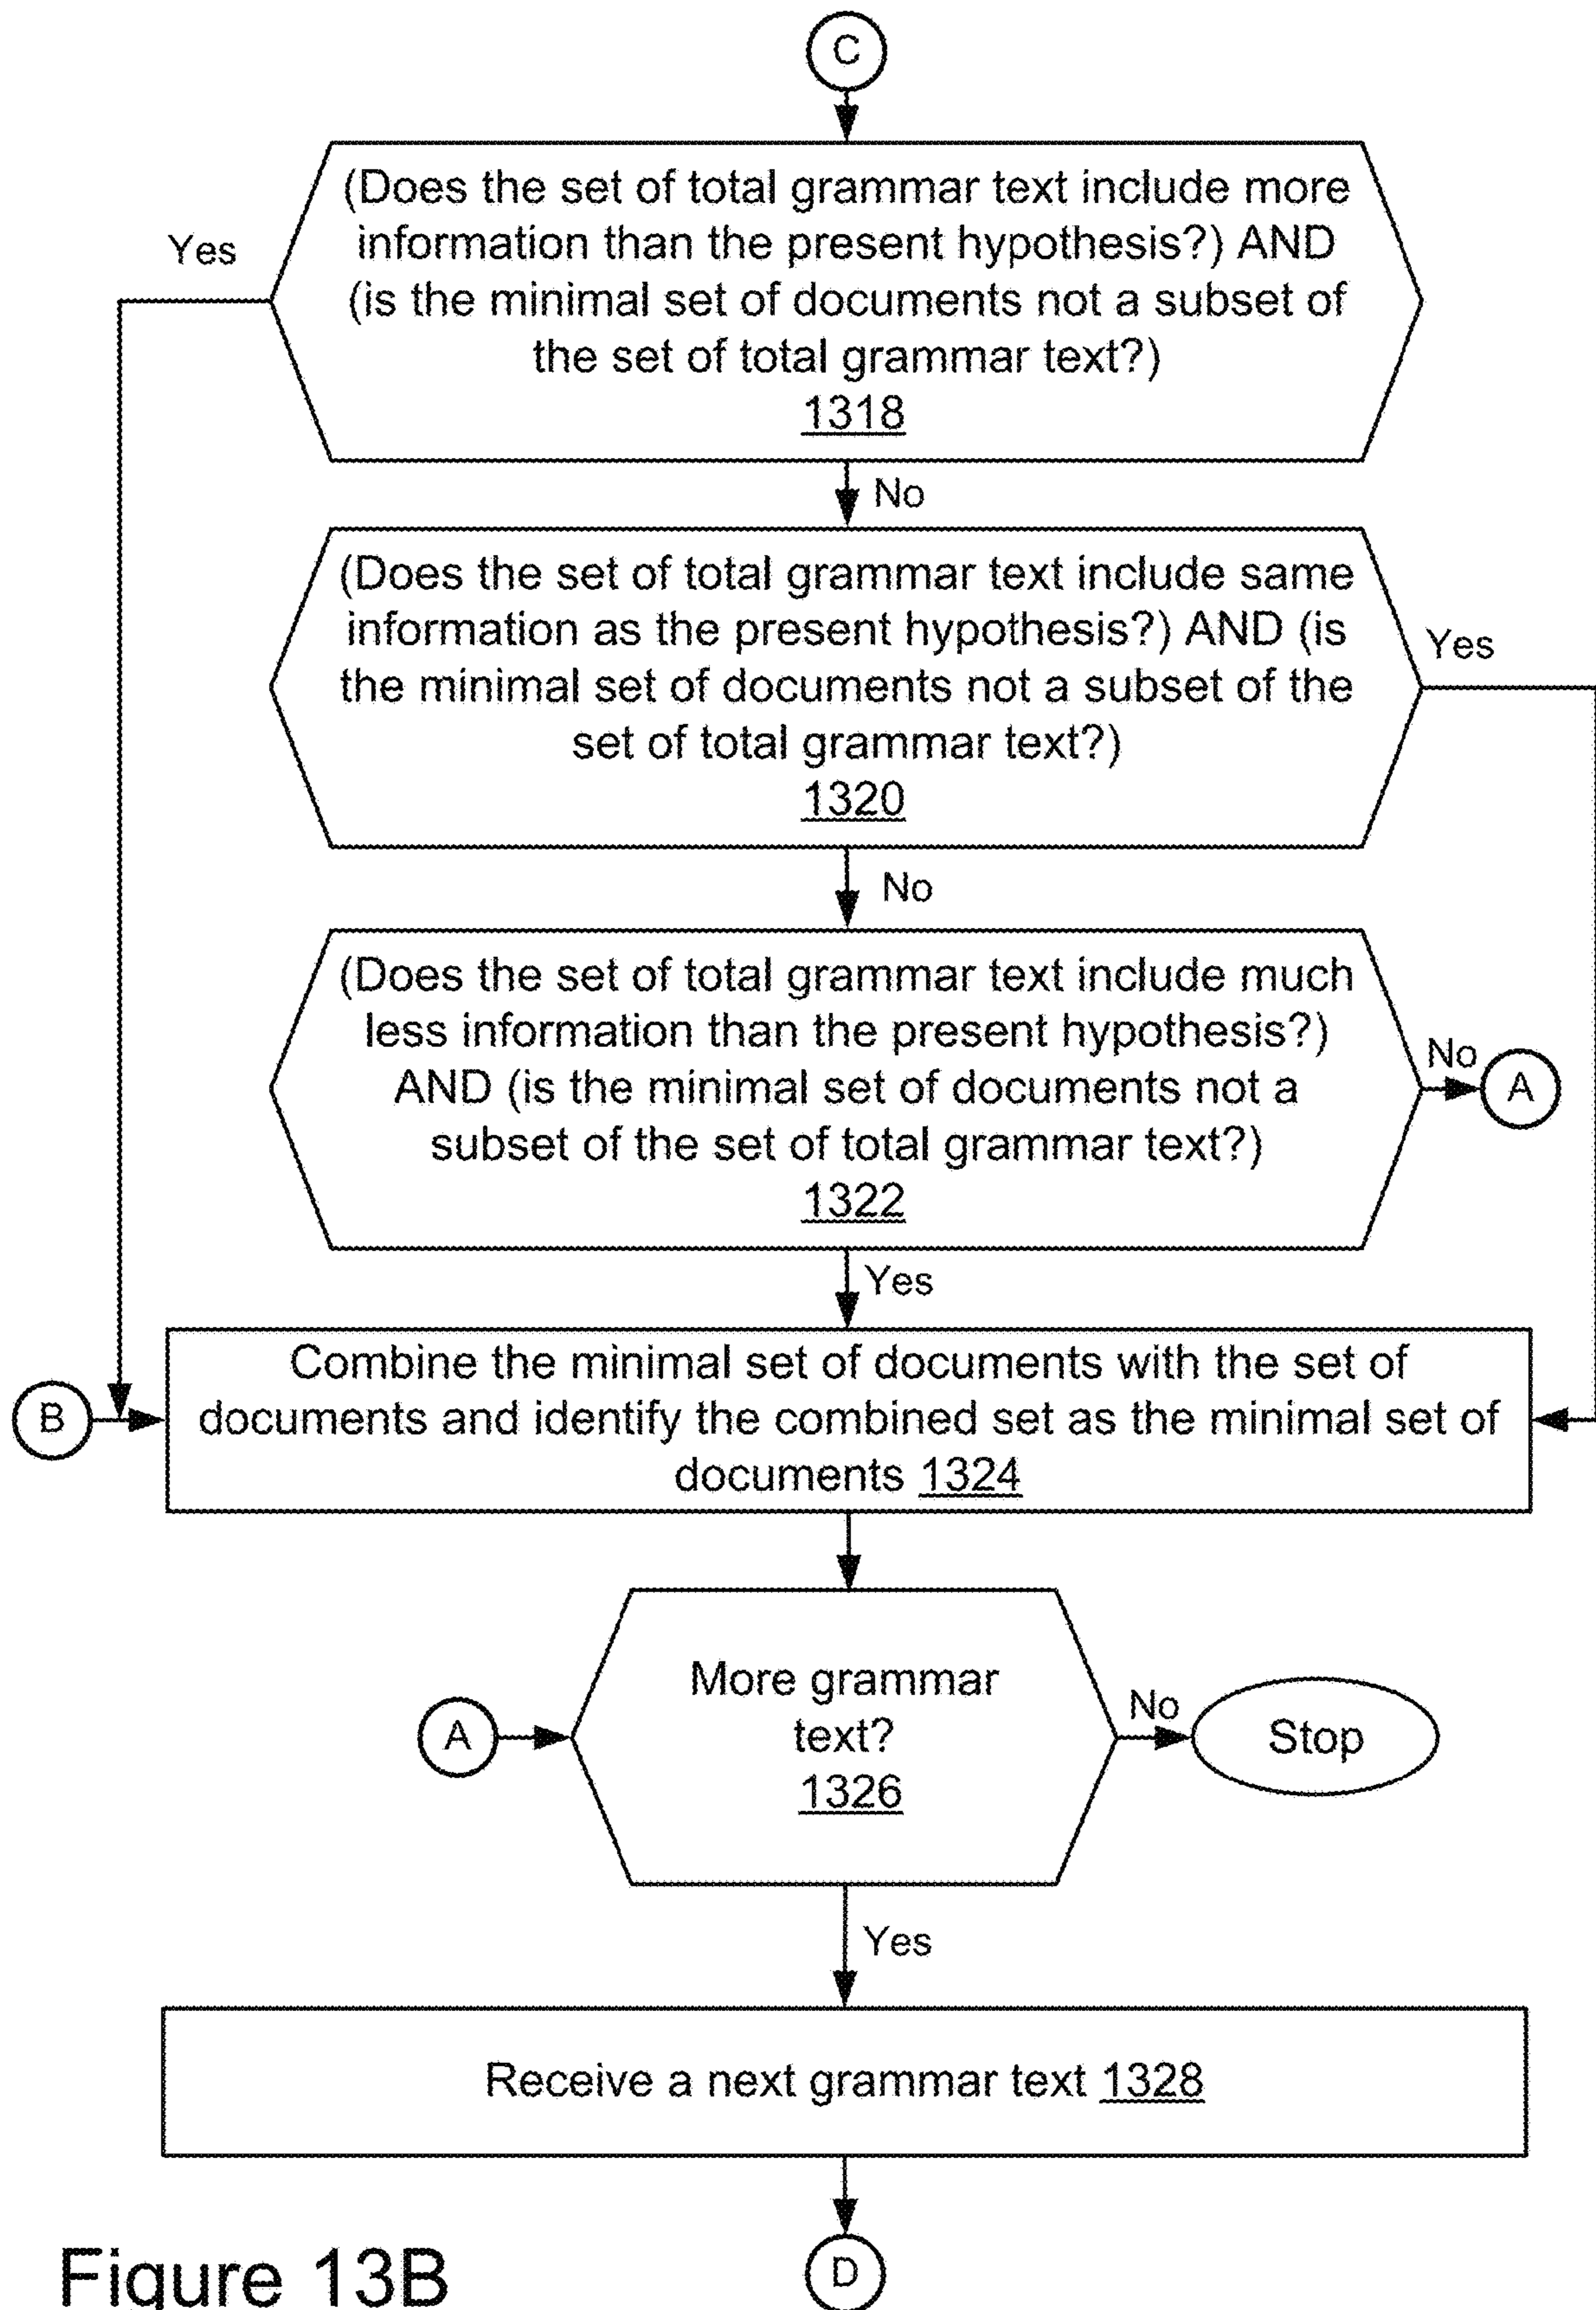 C
(Does the set of total grammar text include more
information than the present hypothesis?) AND
(is the minimal set of documents not a subset of
the set of total grammar text?)
1318
Yes
No
(Does the set of total grammar text include same
information as the present hypothesis?) AND (is
the minimal set of documents not a subset of the
set of total grammar text?)
1320
Yes
No
(Does the set of total grammar text include much
less information than the present hypothesis?)
AND (is the minimal set of documents not a
subset of the set of total grammar text?)
1322
No
A
Yes
B
Combine the minimal set of documents with the set of
documents and identify the combined set as the minimal set of
documents 1324
A
More grammar
text?
1326
No
Stop
Yes
Receive a next grammar text 1328
D
Figure 13B